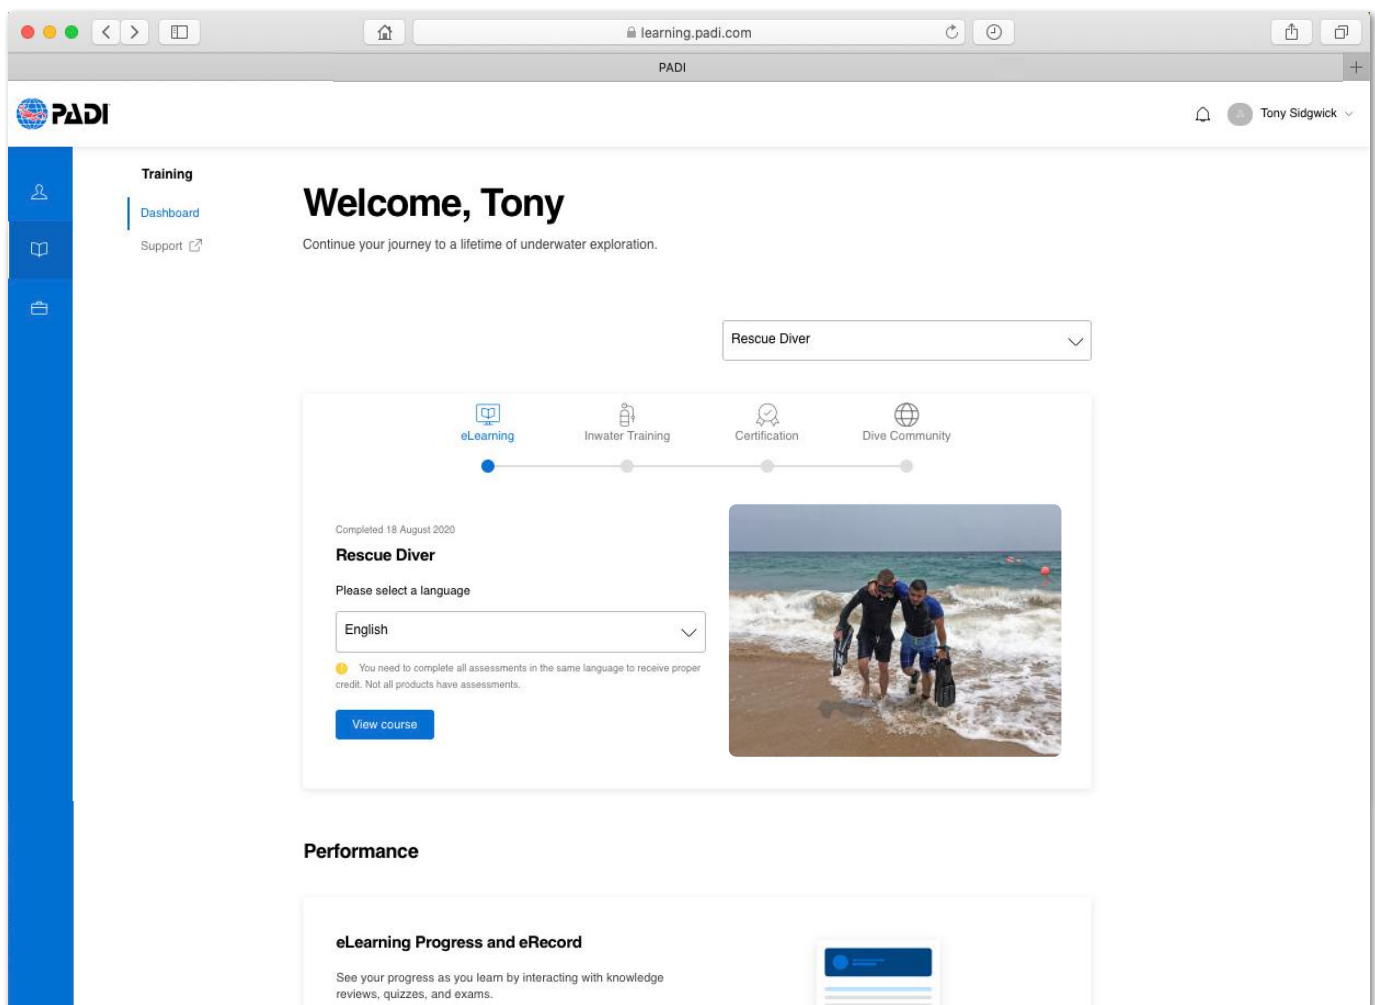 learning.padi.com
PADI
PADI
Tony Sidgwick
Training
Dashboard
Support
Welcome, Tony
Continue your journey to a lifetime of underwater exploration.
Rescue Diver
eLearning
Inwater Training
Certification
Dive Community
Completed 18 August 2020
Rescue Diver
Please select a language
English
You need to complete all assessments in the same language to receive proper
credit. Not all products have assessments.
View course
Performance
eLearning Progress and eRecord
See your progress as you learn by interacting with knowledge
reviews, quizzes, and exams.